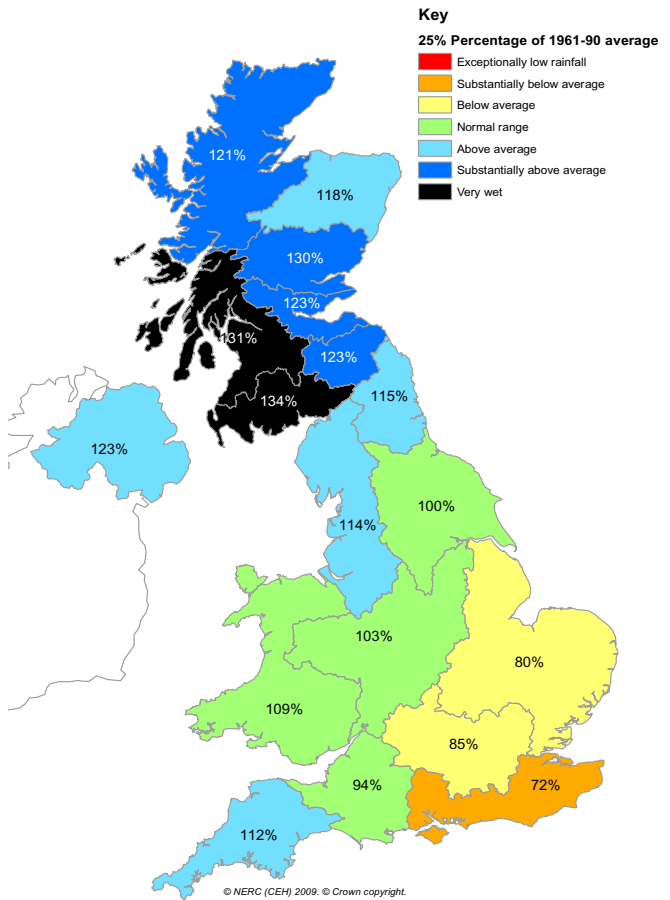 Key
25% Percentage of 1961-90 average
Exceptionally low rainfall
Substantially below average
Below average
Normal range
Above average
Substantially above average
Very wet
121%
118%
130%
123%
131%
123%
134%
115%
123%
100%
114%
103%
80%
109%
85%
94%
72%
112%
© NERC (CEH) 2009. © Crown copyright.